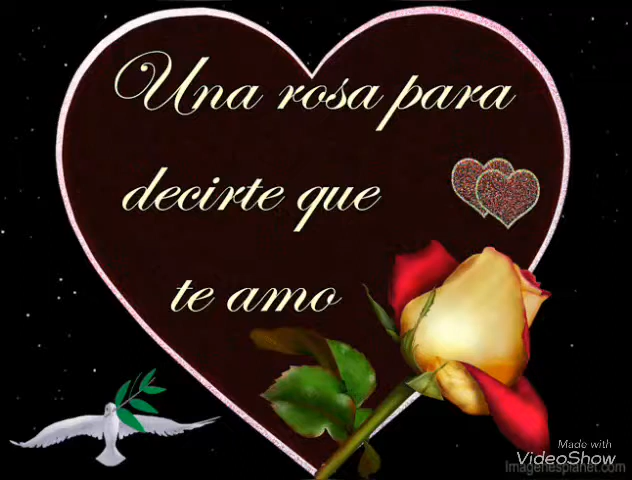 Una rosa para
decirte que
te amo
Made with
VideoShow
Imagenesplanet.com